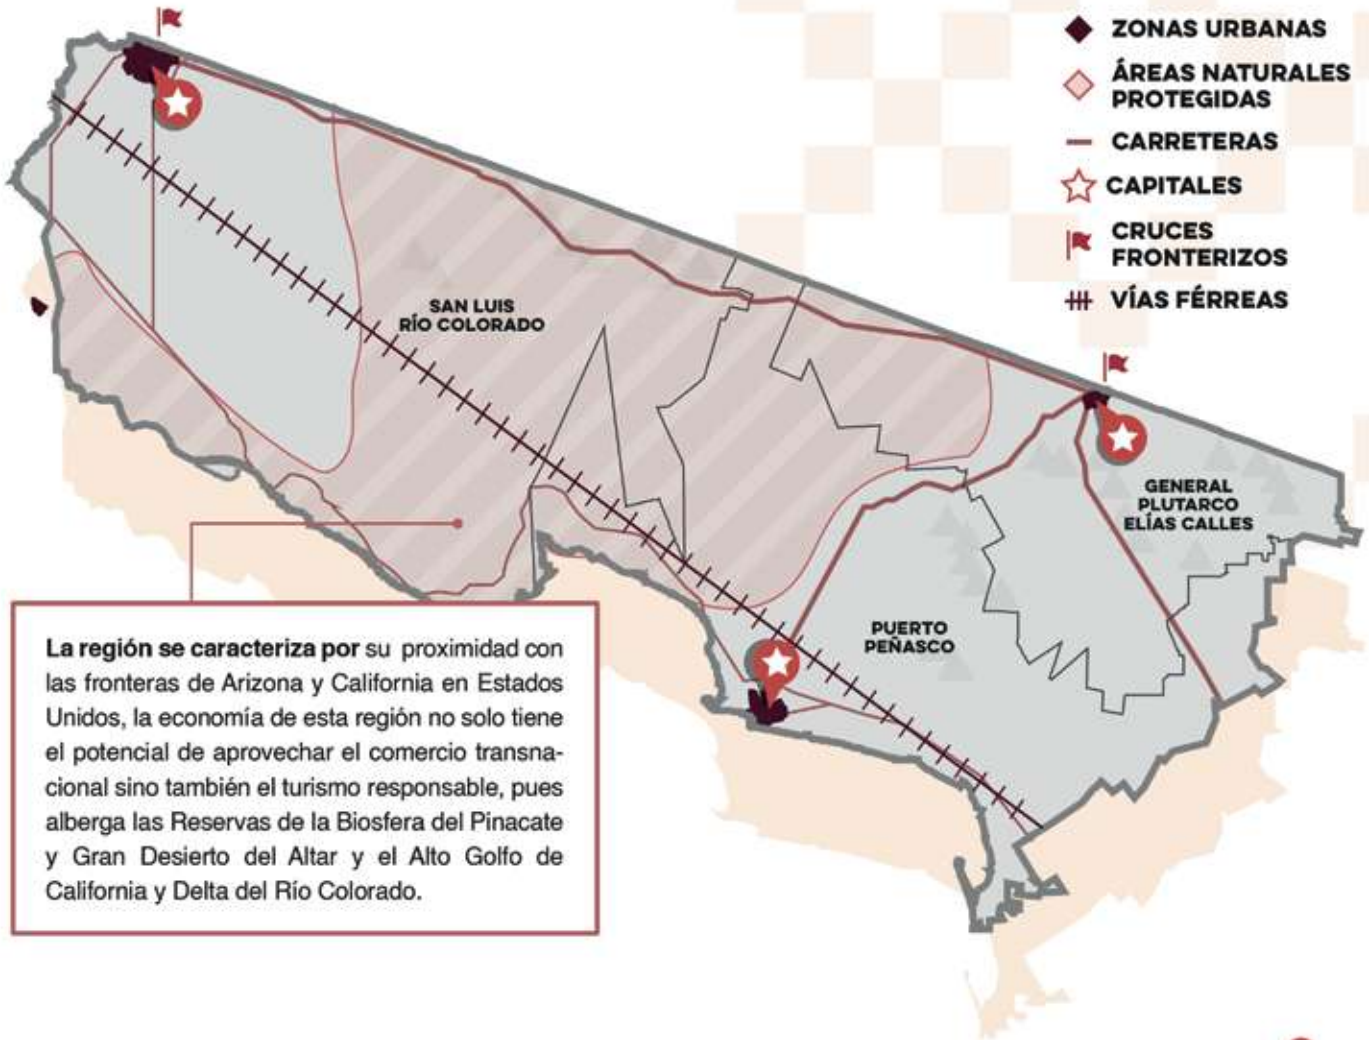 ZONAS URBANAS
ÁREAS NATURALES
PROTEGIDAS
CARRETERAS
CAPITALES
CRUCES
FRONTERIZOS
VÍAS FÉRREAS
SAN LUIS
RÍO COLORADO
GENERAL
PLUTARCO
ELÍAS CALLES
PUERTO
PEÑASCO
La región se caracteriza por su proximidad con
las fronteras de Arizona y California en Estados
Unidos, la economía de esta región no solo tiene
el potencial de aprovechar el comercio transna-
cional sino también el turismo responsable, pues
alberga las Reservas de la Biosfera del Pinacate
y Gran Desierto del Altar y el Alto Golfo de
California y Delta del Río Colorado.